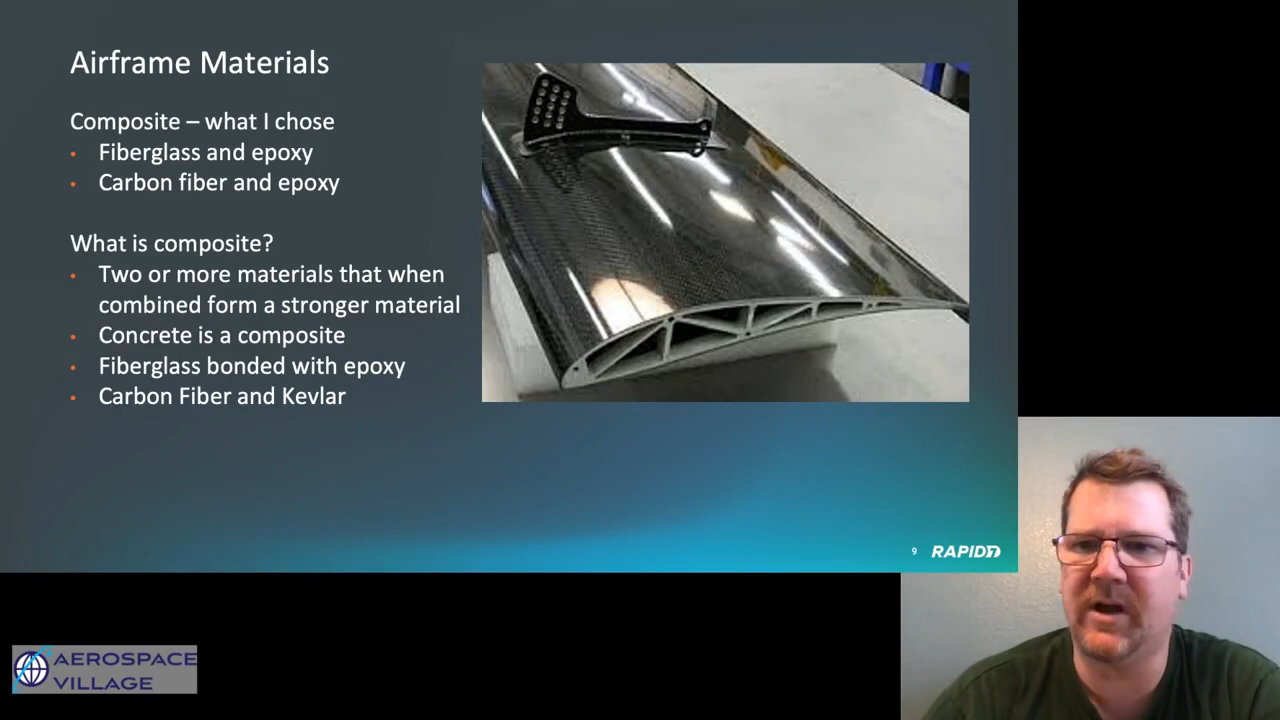 Airframe Materials
Composite – what I chose
• Fiberglass and epoxy
• Carbon fiber and epoxy
What is composite?
• Two or more materials that when
combined form a stronger material
• Concrete is a composite
• Fiberglass bonded with epoxy
• Carbon Fiber and Kevlar
9 RAPID7
AEROSPACE
VILLAGE